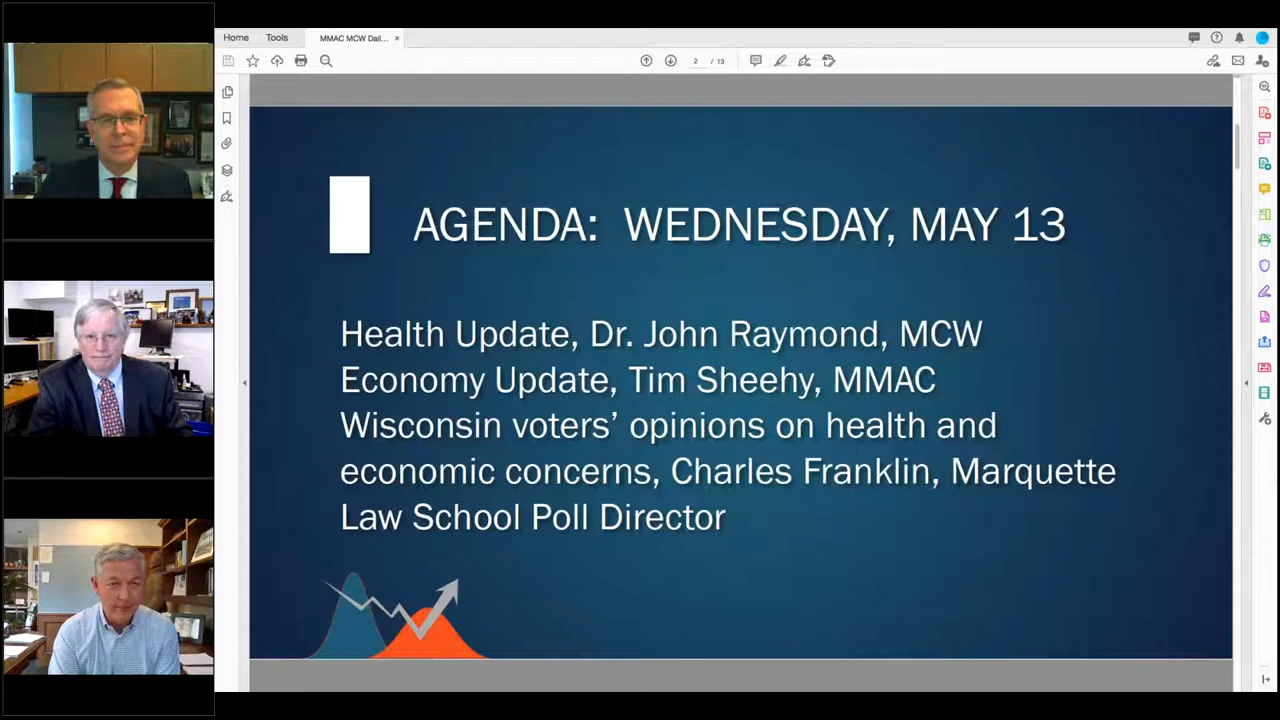 Home Tools MMAC MCW Dail... ×
2 / 13
AGENDA: WEDNESDAY, MAY 13
Health Update, Dr. John Raymond, MCW
Economy Update, Tim Sheehy, MMAC
Wisconsin voters’ opinions on health and
economic concerns, Charles Franklin, Marquette
Law School Poll Director